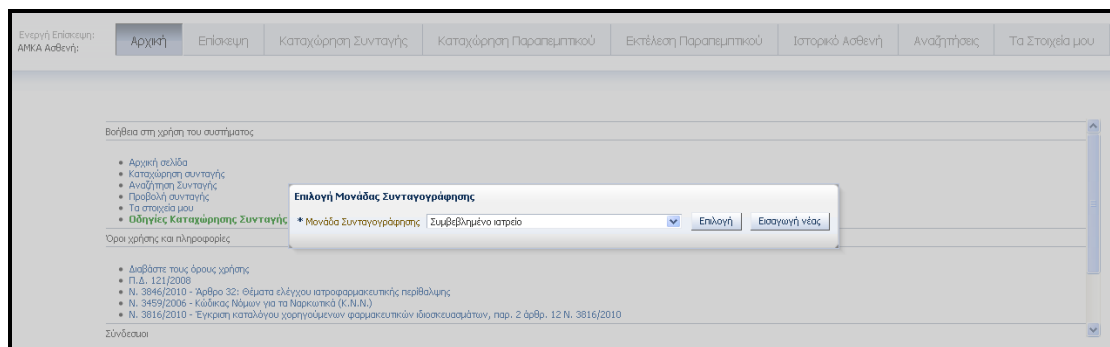 Ενεργή Επίσκεψη:
ΑΜΚΑ Ασθενή:
Αρχική Επίσκεψη Καταχώρηση Συνταγής Καταχώρηση Παραπεμπτικού Εκτέλεση Παραπεμπτικού Ιστορικό Ασθενή Αναζητήσεις Τα Στοιχεία μου
Βοήθεια στη χρήση του συστήματος
• Αρχική σελίδα
• Καταχώρηση συνταγής
• Αναζήτηση Συνταγής
• Προβολή συνταγής
• Τα στοιχεία μου
• Οδηγίες Καταχώρησης Συνταγής
Επιλογή Μονάδας Συνταγογράφησης
* Μονάδα Συνταγογράφησης Συμβεβλημένο ιατρείο Επιλογή Εισαγωγή νέας
Όροι χρήσης και πληροφορίες
• Διαβάστε τους όρους χρήσης
• Π.Δ. 121/2008
• Ν. 3846/2010 - Άρθρο 32: Θέματα ελέγχου ιατροφαρμακευτικής περίθαλψης
• Ν. 3459/2006 - Κώδικας Νόμων για τα Ναρκωτικά (Κ.Ν.Ν.)
• Ν. 3816/2010 - Έγκριση καταλόγου χορηγούμενων φαρμακευτικών ιδιοσκευασμάτων, παρ. 2 άρθρ. 12 Ν. 3816/2010
Σύνδεσμοι